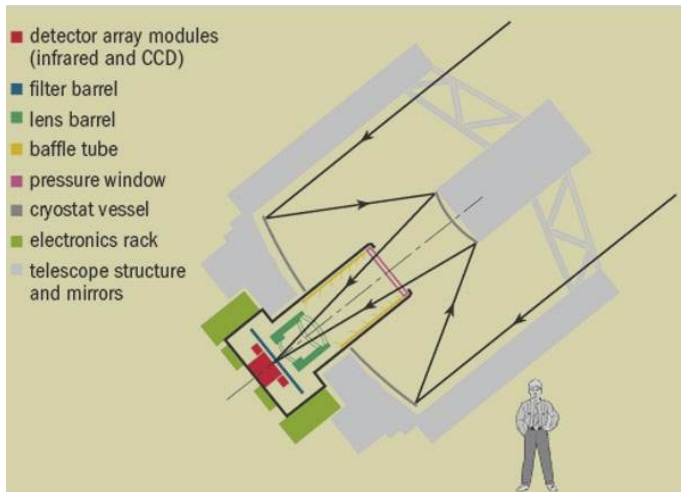 detector array modules
(infrared and CCD)
filter barrel
lens barrel
baffle tube
pressure window
cryostat vessel
electronics rack
telescope structure
and mirrors